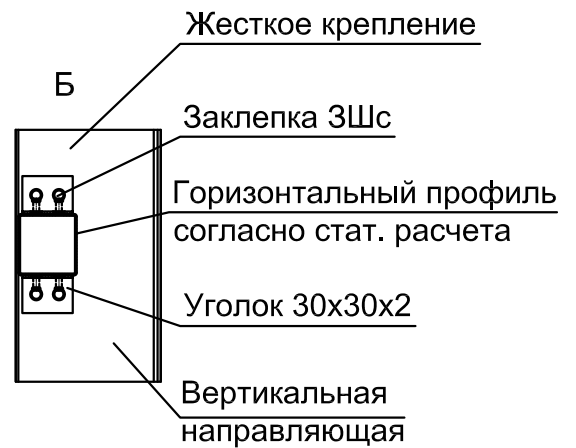 Жесткое крепление
Б
Заклепка ЗШс
Горизонтальный профиль
согласно стат. расчета
Уголок 30х30х2
Вертикальная
направляющая